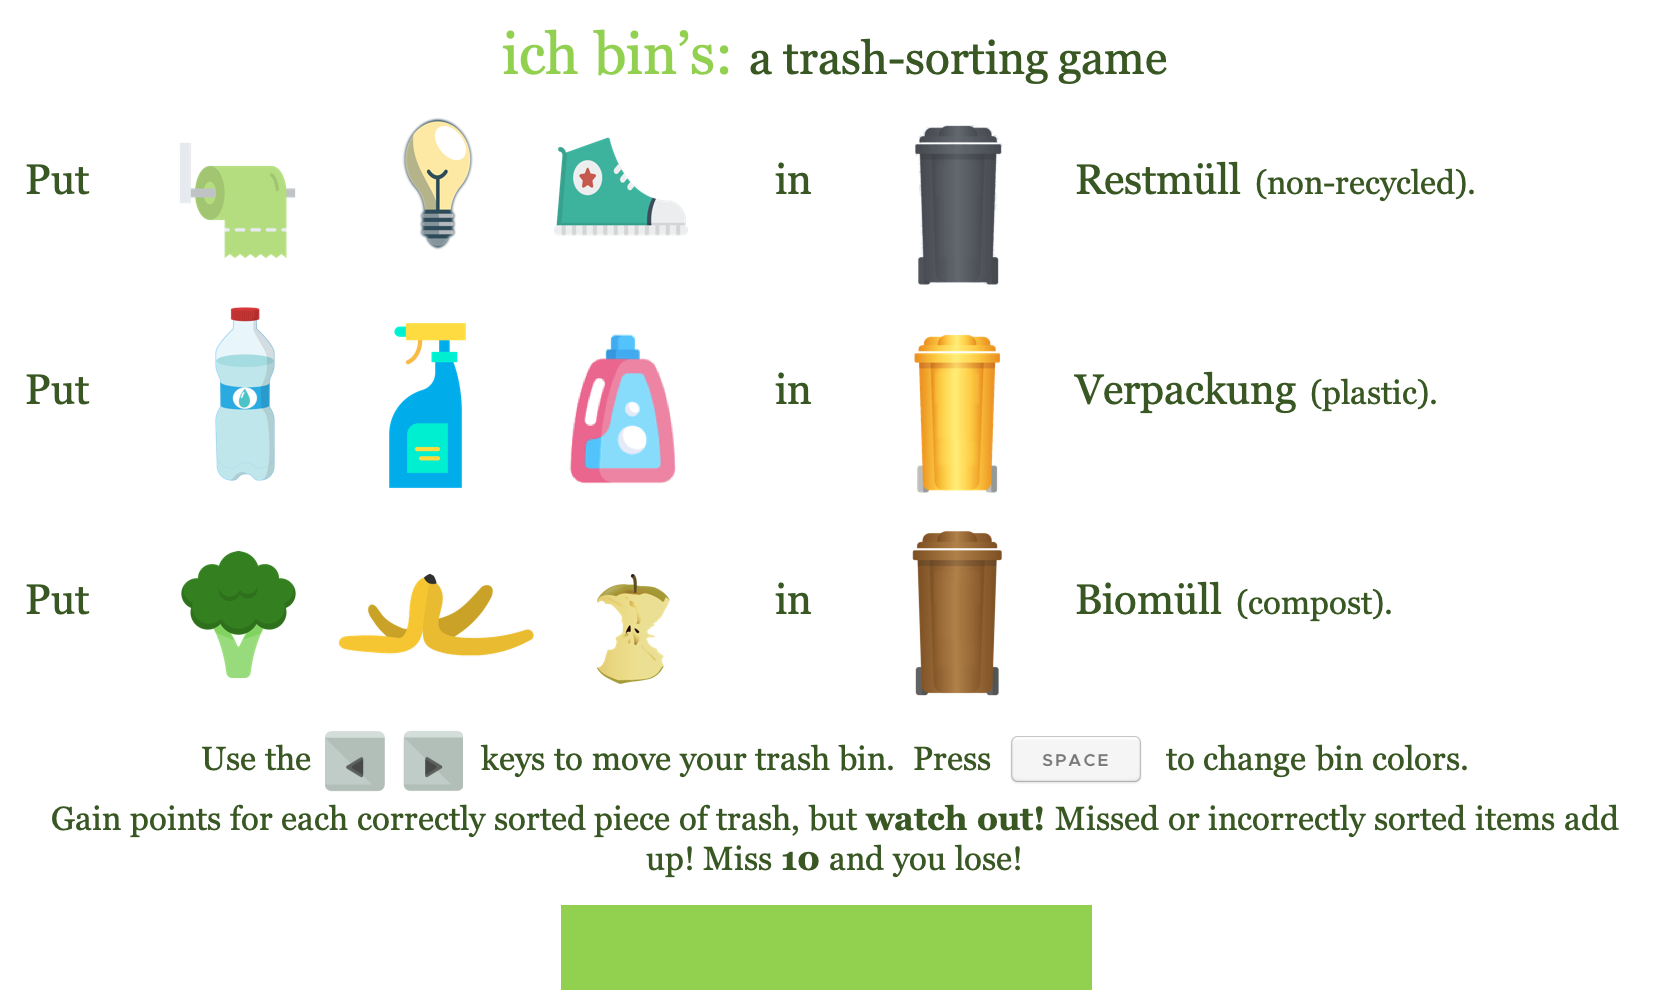 ich bin’s: a trash-sorting game
Put in Restmüll (non-recycled).
Put in Verpackung (plastic).
Put in Biomüll (compost).
Use the keys to move your trash bin. Press SPACE to change bin colors.
Gain points for each correctly sorted piece of trash, but watch out! Missed or incorrectly sorted items add
up! Miss 10 and you lose!